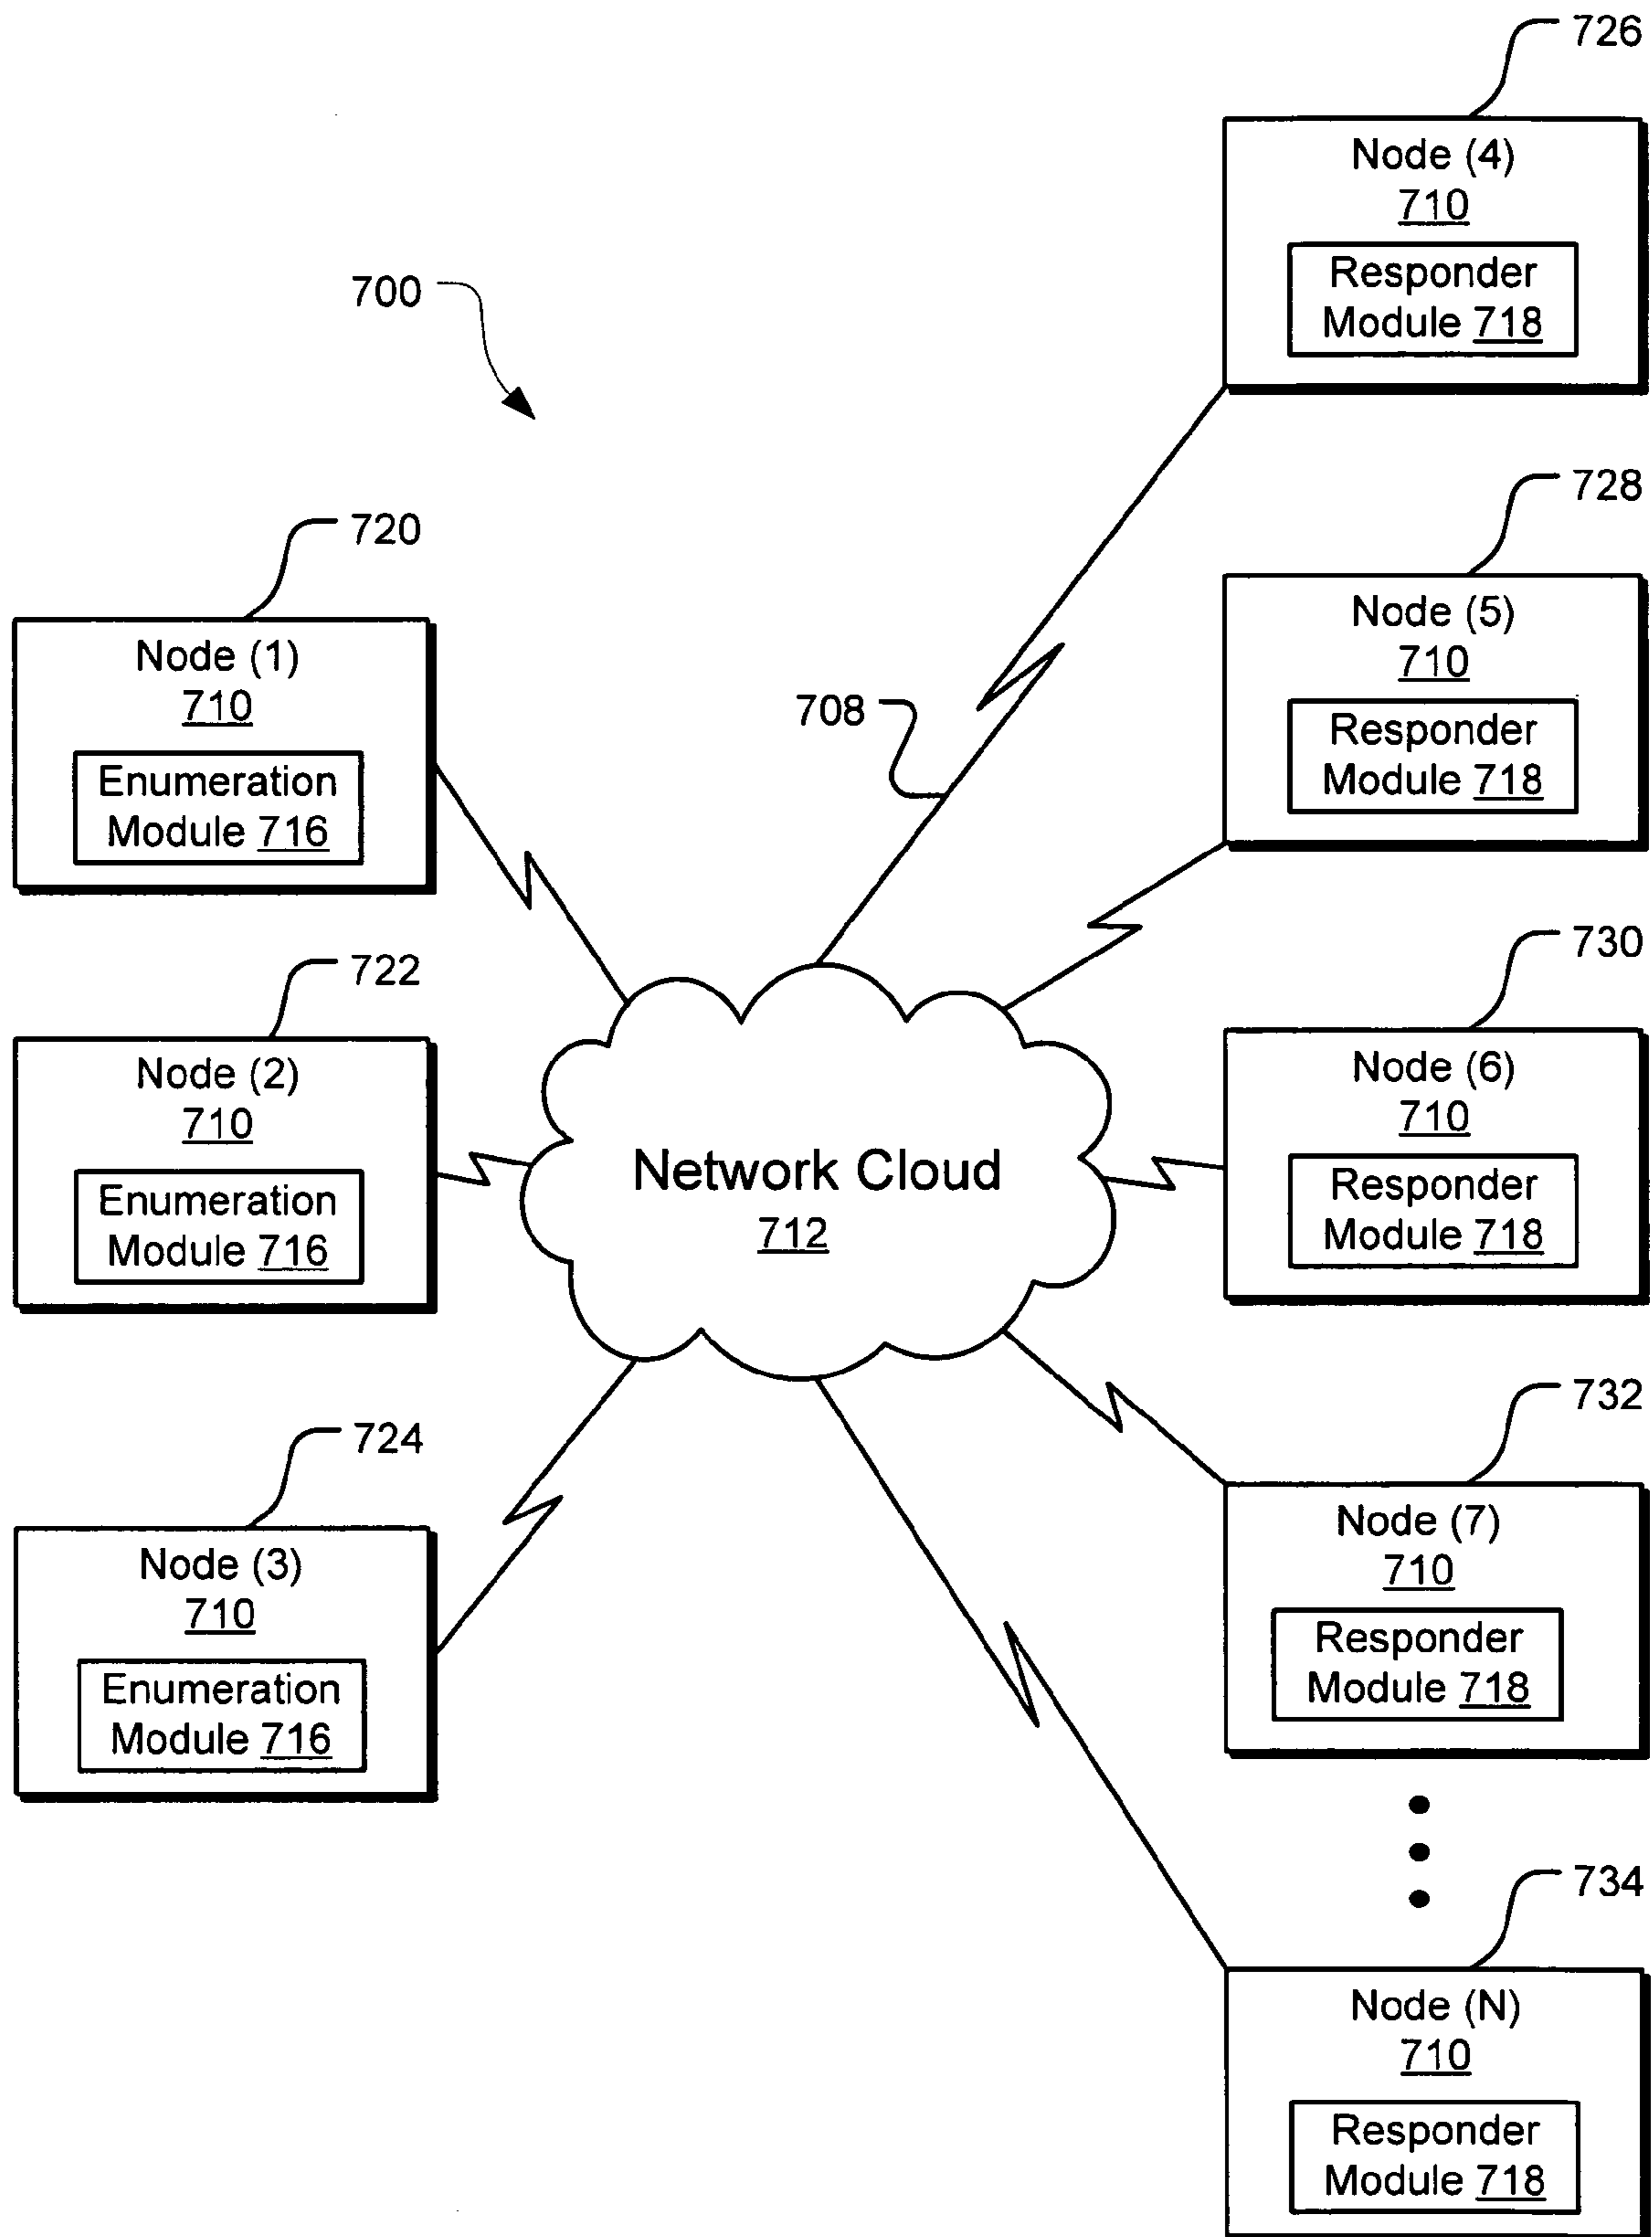 726
Node (4)
710
Responder
Module 718
700
728
Node (5)
710
Responder
Module 718
708
720
Node (1)
710
Enumeration
Module 716
730
Node (6)
710
Responder
Module 718
722
Node (2)
710
Enumeration
Module 716
Network Cloud
712
732
Node (7)
710
Responder
Module 718
724
Node (3)
710
Enumeration
Module 716
734
Node (N)
710
Responder
Module 718